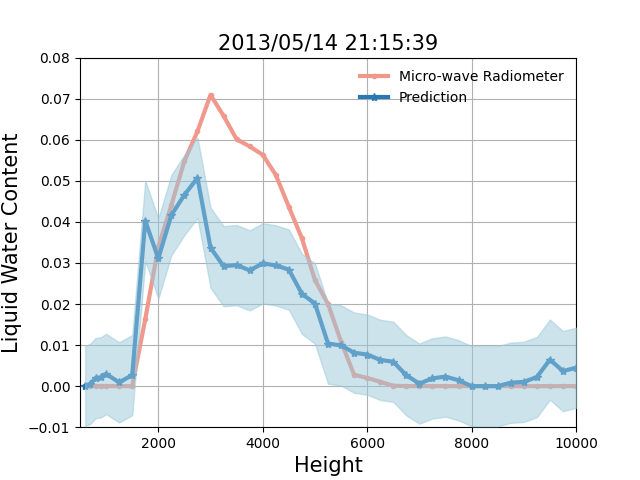 2013/05/14 21:15:39
Micro-wave Radiometer
Prediction
Liquid Water Content
0.08
0.07
0.06
0.05
0.04
0.03
0.02
0.01
0.00
−0.01
2000 4000 6000 8000 10000
Height